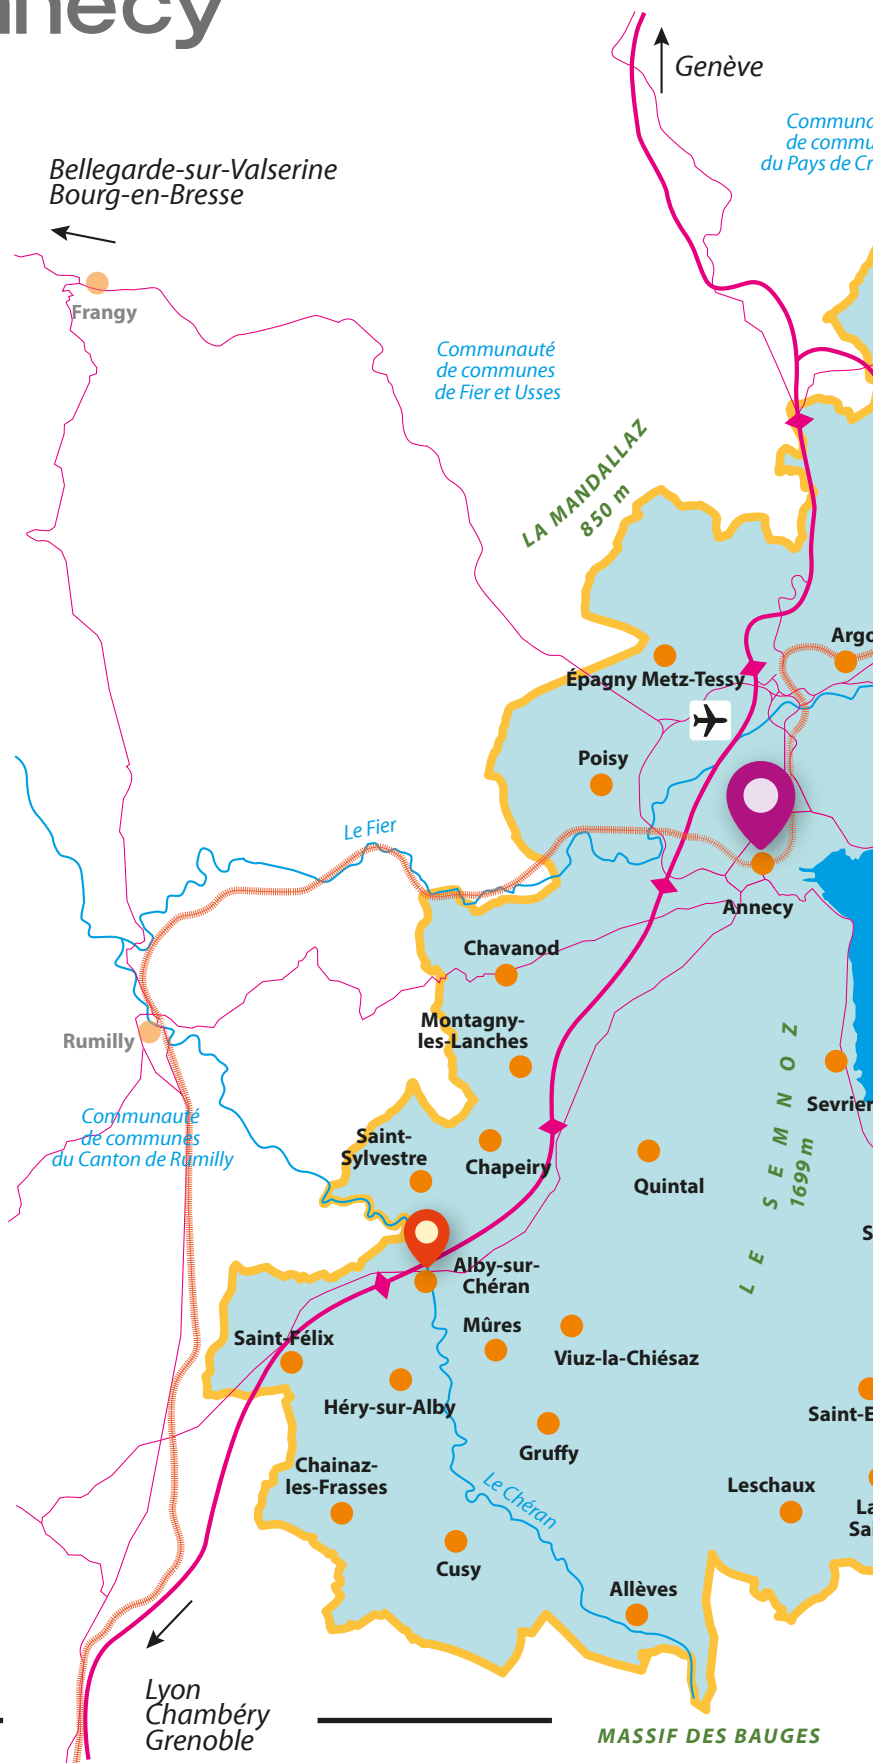 nnecy
Genève
Communa
de commu
du Pays de Cr
Bellegarde-sur-Valserine
Bourg-en-Bresse
Frangy
Communauté
de communes
de Fier et Usses
LA MANDALLAZ
850 m
Argo
Épagny Metz-Tessy
Poisy
Le Fier
Annecy
Chavanod
Montagny-
les-Lanches
Rumilly
LE SEMNOZ
1699 m
Sevrier
Communauté
de communes
du Canton de Rumilly
Saint-
Sylvestre
Chapeiry
Quintal
S
Alby-sur-
Chéran
Mûres
Saint-Félix
Viuz-la-Chiésaz
Héry-sur-Alby
Saint-E
Gruffy
Chainaz-
les-Frasses
Le Chéran
Leschaux
La
Sai
Cusy
Allèves
Lyon
Chambéry
Grenoble
MASSIF DES BAUGES